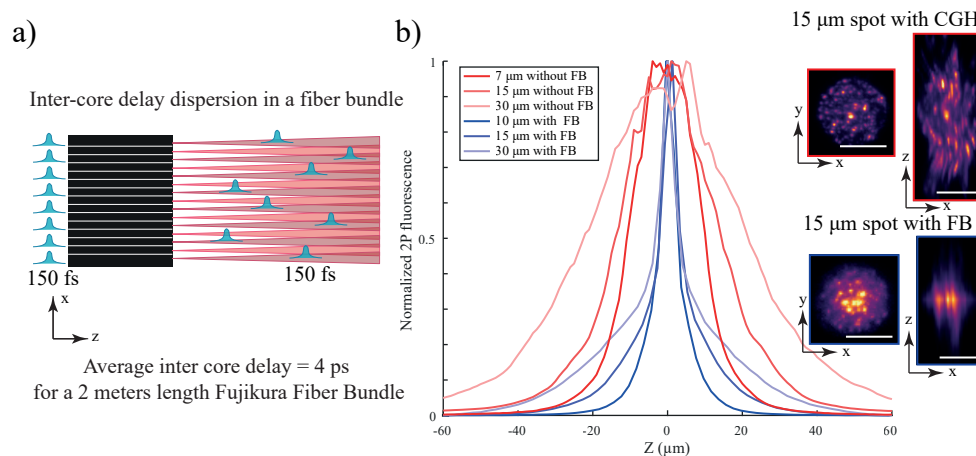 a)
Inter-core delay dispersion in a fiber bundle
150 fs
150 fs
x
z
Average inter core delay = 4 ps
for a 2 meters length Fujikura Fiber Bundle
b)
Normalized 2P fluorescence
1
0.5
0
-60
-40
-20
0
20
40
60
Z (µm)
7 µm without FB
15 µm without FB
30 µm without FB
10 µm with  FB
15 µm with FB
30 µm with FB
15 µm spot with CGH
y
x
z
x
15 µm spot with FB
y
x
z
x